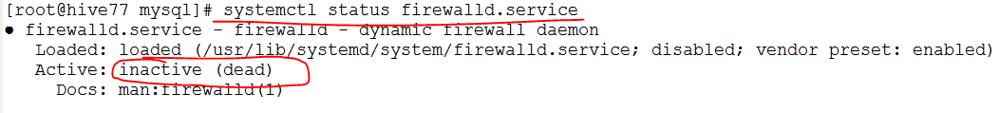 [root@hive77 mysql]# systemctl status firewalld.service
● firewalld.service - firewalld - dynamic firewall daemon
Loaded: loaded (/usr/lib/systemd/system/firewalld.service; disabled; vendor preset: enabled)
Active: inactive (dead)
Docs: man:firewalld(1)